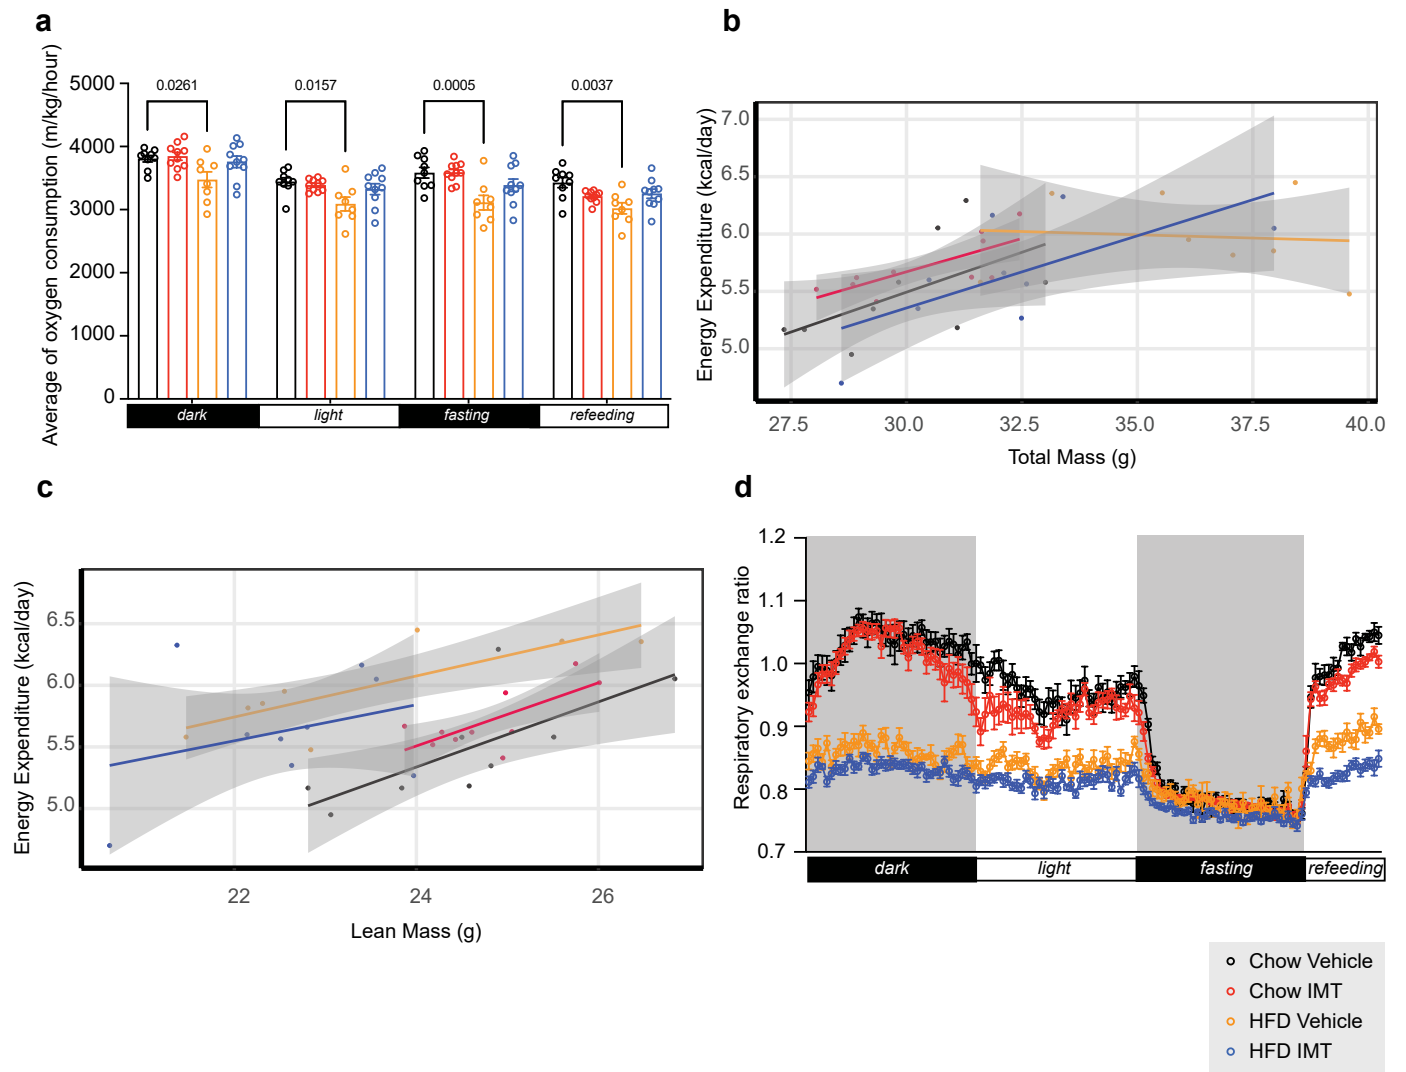 a
Average of oxygen consumption (m/kg/hour)
5000
4000
3000
2000
1000
0
0.0261
0.0157
0.0005
0.0037
dark
light
fasting
refeeding
b
Energy Expenditure (kcal/day)
7.0
6.5
6.0
5.5
5.0
27.5
30.0
32.5
35.0
37.5
40.0
Total Mass (g)
c
Energy Expenditure (kcal/day)
6.5
6.0
5.5
5.0
22
24
26
Lean Mass (g)
d
Respiratory exchange ratio
1.2
1.1
1.0
0.9
0.8
0.7
dark
light
fasting
refeeding
Chow Vehicle
Chow IMT
HFD Vehicle
HFD IMT